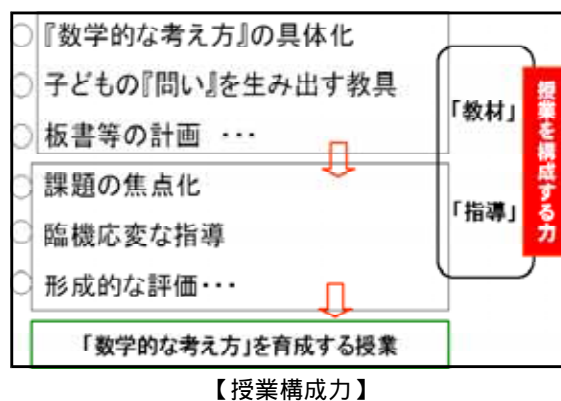 ○『数学的な考え方』の具体化
○子どもの『問い』を生み出す教具
○板書等の計画 ・・・
「教材」
○課題の焦点化
○臨機応変な指導
○形成的な評価・・・
「指導」
授業を構成する力
「数学的な考え方」を育成する授業
【授業構成力】